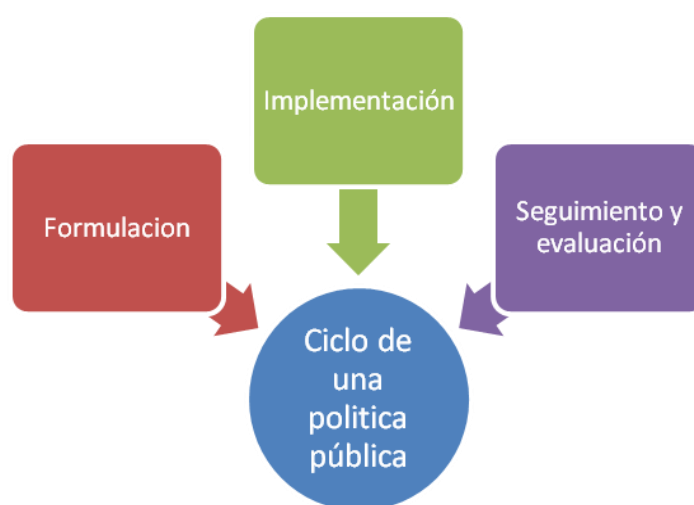 Implementación
Formulacion
Seguimiento y
evaluación
Ciclo de
una
politica
pública